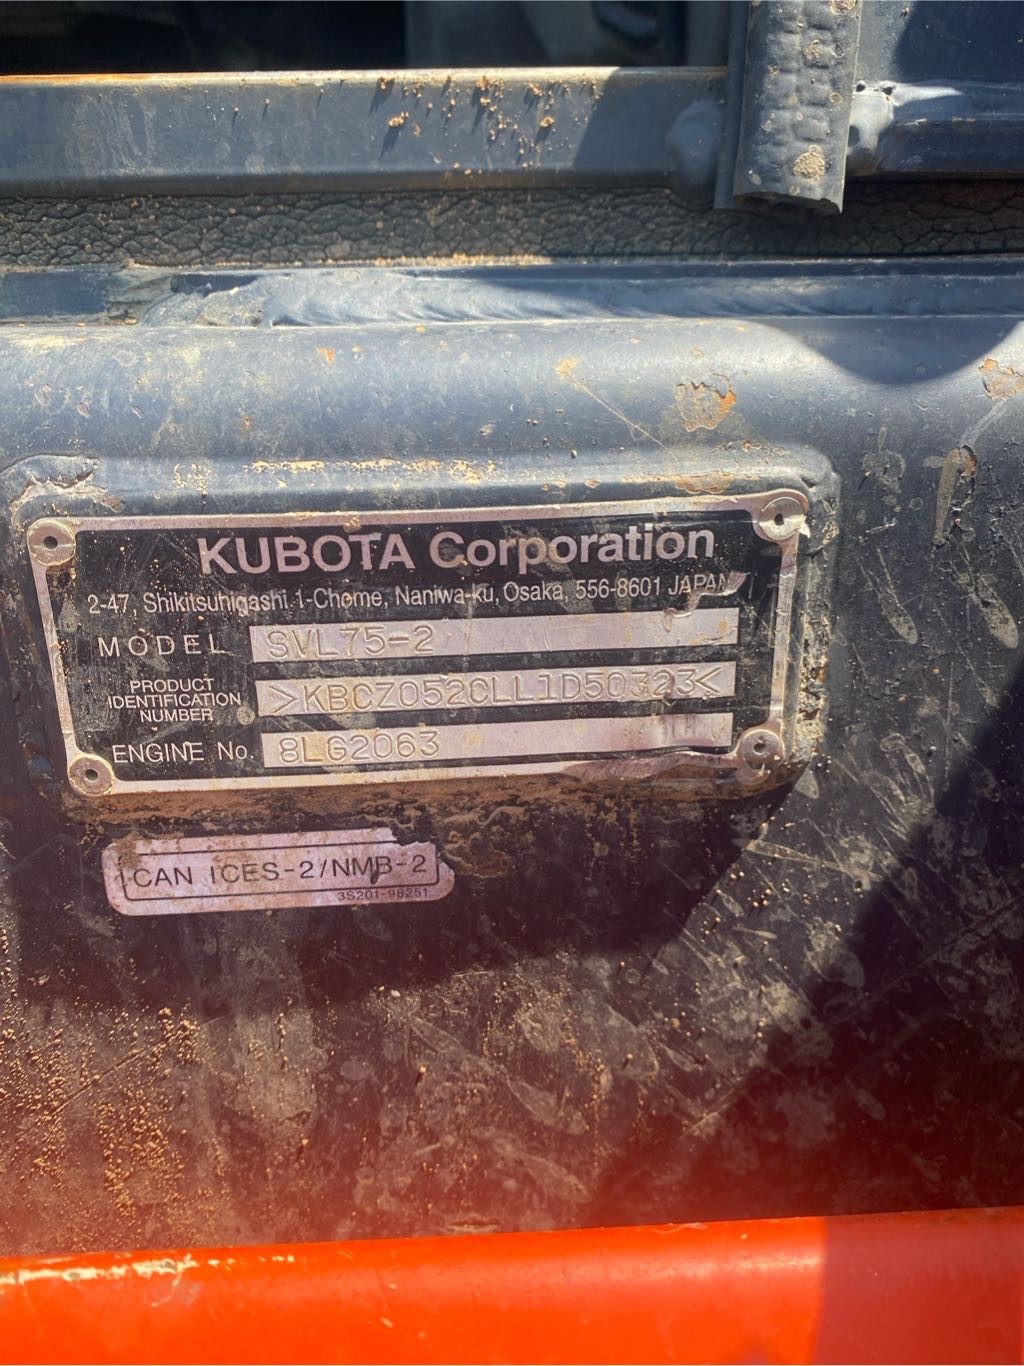 KUBOTA Corporation
2-47, Shikitsuhigashi 1-Chome, Naniwa-ku, Osaka, 556-8601 JAPAN
MODEL SVL75-2
PRODUCT
IDENTIFICATION
NUMBER
>KBCZ052CLL1D50323<
ENGINE No. 8LG2063
CAN ICES-2/NMB-2
3S201-98251